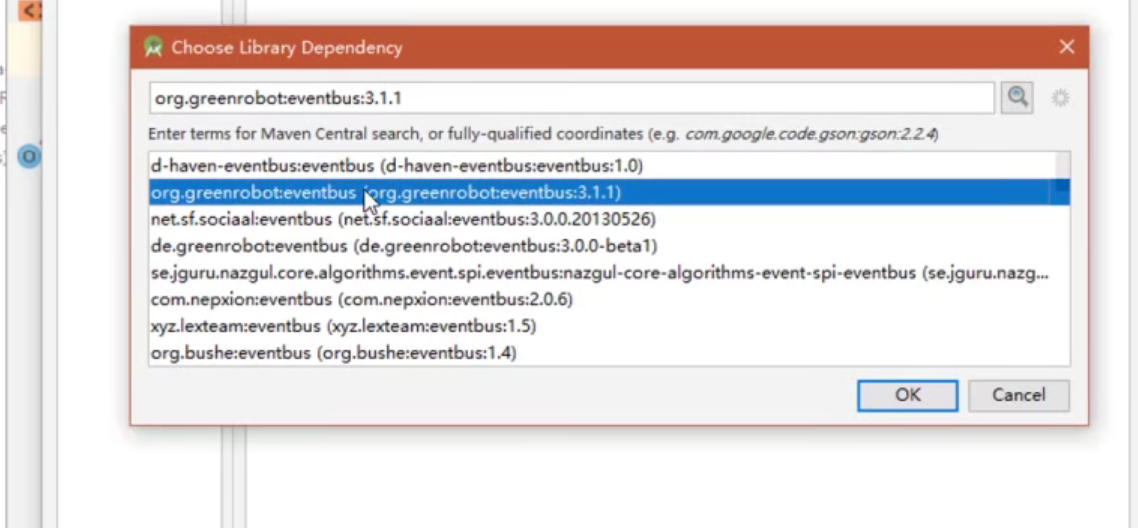 Choose Library Dependency
org.greenrobot:eventbus:3.1.1
Enter terms for Maven Central search, or fully-qualified coordinates (e.g. com.google.code.gson:gson:2.2.4)
d-haven-eventbus:eventbus (d-haven-eventbus:eventbus:1.0)
org.greenrobot:eventbus (org.greenrobot:eventbus:3.1.1)
net.sf.sociaal:eventbus (net.sf.sociaal:eventbus:3.0.0.20130526)
de.greenrobot:eventbus (de.greenrobot:eventbus:3.0.0-beta1)
se.jguru.nazgul.core.algorithms.event.spi.eventbus:nazgul-core-algorithms-event-spi-eventbus (se.jguru.nazg...
com.nepxion:eventbus (com.nepxion:eventbus:2.0.6)
xyz.lexteam:eventbus (xyz.lexteam:eventbus:1.5)
org.bushe:eventbus (org.bushe:eventbus:1.4)
OK Cancel